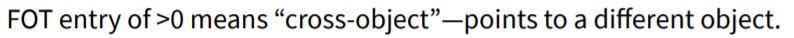 FOT entry of >0 means “cross-object”—points to a different object.